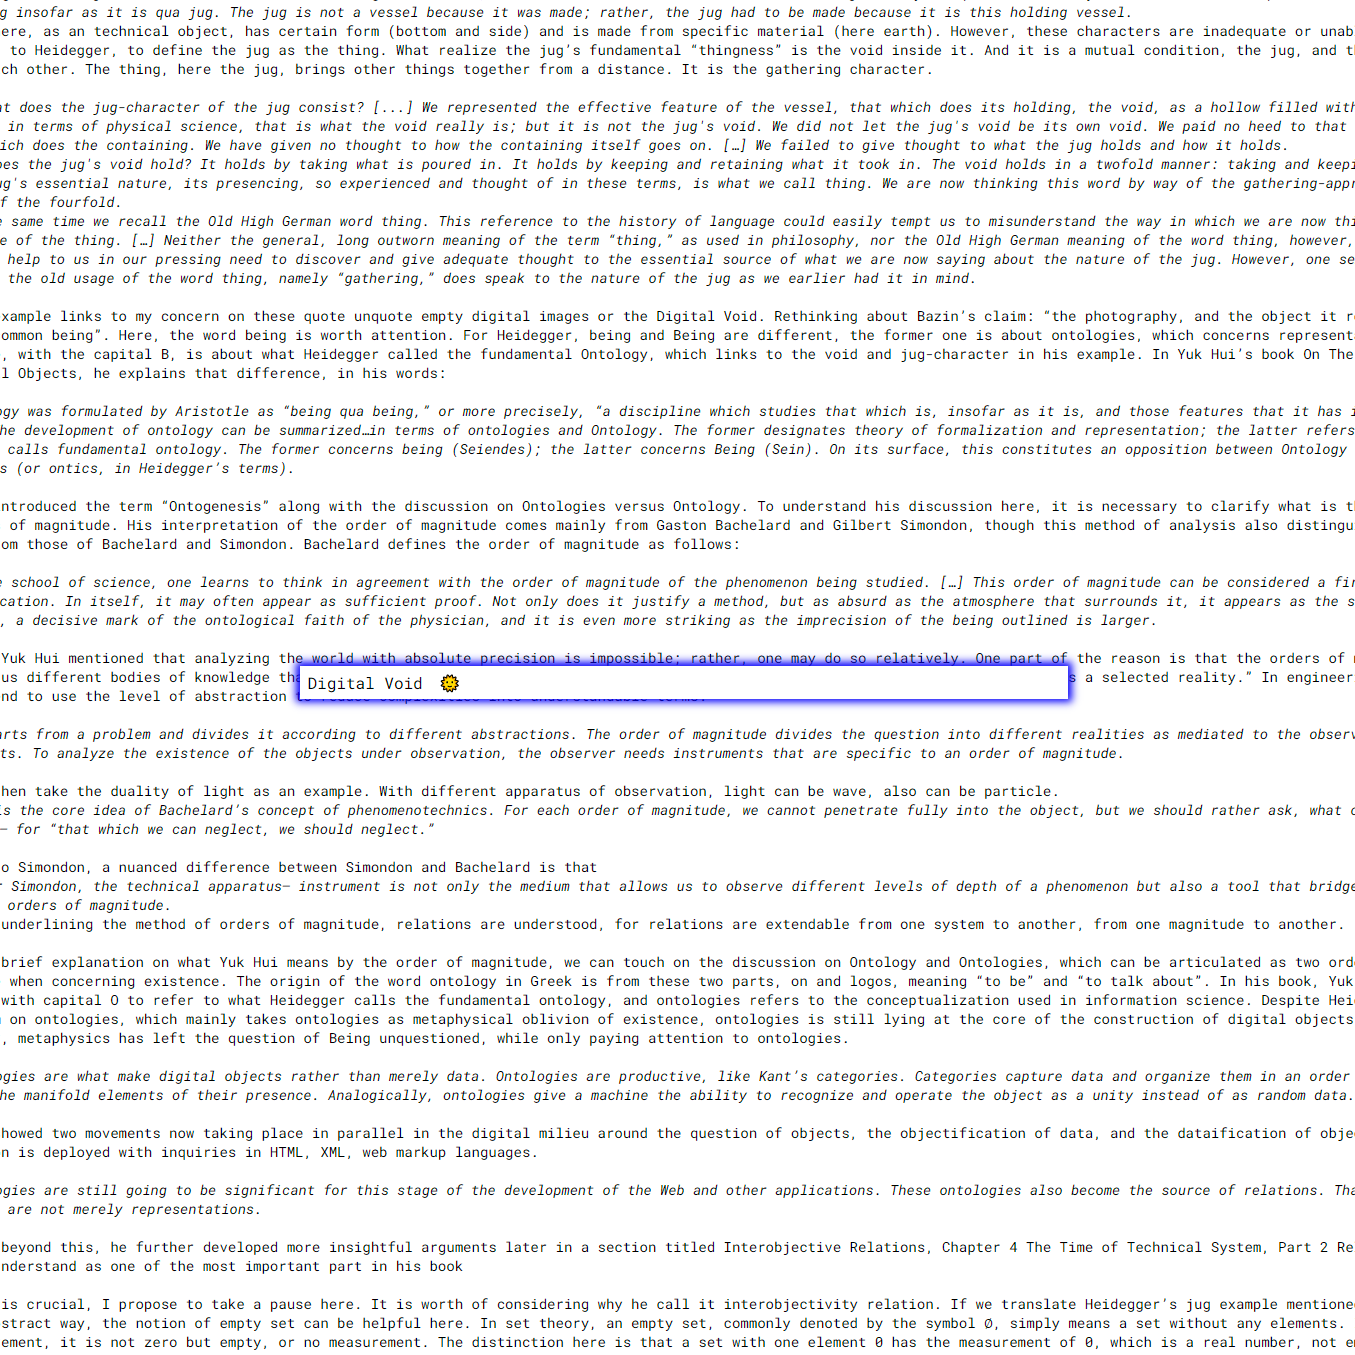 g insofar as it is qua jug. The jug is not a vessel because it was made; rather, the jug had to be made because it is this holding vessel.
ere, as an technical object, has certain form (bottom and side) and is made from specific material (here earth). However, these characters are inadequate or unab
to Heidegger, to define the jug as the thing. What realize the jug's fundamental "thingness" is the void inside it. And it is a mutual condition, the jug, and t
ch other. The thing, here the jug, brings other things together from a distance. It is the gathering character.
at does the jug-character of the jug consist? [...] We represented the effective feature of the vessel, that which does its holding, the void, as a hollow filled with
in terms of physical science, that is what the void really is; but it is not the jug's void. We did not let the jug's void be its own void. We paid no heed to that
ich does the containing. We have given no thought to how the containing itself goes on. […] We failed to give thought to what the jug holds and how it holds.
oes the jug's void hold? It holds by taking what is poured in. It holds by keeping and retaining what it took in. The void holds in a twofold manner: taking and keepi
ug's essential nature, its presencing, so experienced and thought of in these terms, is what we call thing. We are now thinking this word by way of the gathering-appr
f the fourfold.
e same time we recall the Old High German word thing. This reference to the history of language could easily tempt us to misunderstand the way in which we are now thi
e of the thing. […] Neither the general, long outworn meaning of the term "thing," as used in philosophy, nor the Old High German meaning of the word thing, however,
help to us in our pressing need to discover and give adequate thought to the essential source of what we are now saying about the nature of the jug. However, one se
the old usage of the word thing, namely "gathering," does speak to the nature of the jug as we earlier had it in mind.
xample links to my concern on these quote unquote empty digital images or the Digital Void. Rethinking about Bazin's claim: "the photography, and the object it r
ommon being". Here, the word being is worth attention. For Heidegger, being and Being are different, the former one is about ontologies, which concerns represent
, with the capital B, is about what Heidegger called the fundamental Ontology, which links to the void and jug-character in his example. In Yuk Hui's book On The
l Objects, he explains that difference, in his words:
ogy was formulated by Aristotle as "being qua being," or more precisely, "a discipline which studies that which is, insofar as it is, and those features that it has i
he development of ontology can be summarized…in terms of ontologies and Ontology. The former designates theory of formalization and representation; the latter refers
calls fundamental ontology. The former concerns being (Seiendes); the latter concerns Being (Sein). On its surface, this constitutes an opposition between Ontology
s (or ontics, in Heidegger's terms).
ntroduced the term "Ontogenesis" along with the discussion on Ontologies versus Ontology. To understand his discussion here, it is necessary to clarify what is t
of magnitude. His interpretation of the order of magnitude comes mainly from Gaston Bachelard and Gilbert Simondon, though this method of analysis also distingu
om those of Bachelard and Simondon. Bachelard defines the order of magnitude as follows:
e school of science, one learns to think in agreement with the order of magnitude of the phenomenon being studied. […] This order of magnitude can be considered a fir
cation. In itself, it may often appear as sufficient proof. Not only does it justify a method, but as absurd as the atmosphere that surrounds it, it appears as the s
, a decisive mark of the ontological faith of the physician, and it is even more striking as the imprecision of the being outlined is larger.
Yuk Hui mentioned that analyzing the world with absolute precision is impossible; rather, one may do so relatively. One part of the reason is that the orders of
us different bodies of knowledge th
Digital Void 🌞
s a selected reality." In engineer
nd to use the level of abstraction to reduce complexities into understandable terms.
arts from a problem and divides it according to different abstractions. The order of magnitude divides the question into different realities as mediated to the observ
ts. To analyze the existence of the objects under observation, the observer needs instruments that are specific to an order of magnitude.
hen take the duality of light as an example. With different apparatus of observation, light can be wave, also can be particle.
is the core idea of Bachelard's concept of phenomenotechnics. For each order of magnitude, we cannot penetrate fully into the object, but we should rather ask, what c
— for "that which we can neglect, we should neglect."
o Simondon, a nuanced difference between Simondon and Bachelard is that
r Simondon, the technical apparatus— instrument is not only the medium that allows us to observe different levels of depth of a phenomenon but also a tool that bridge
orders of magnitude.
underlining the method of orders of magnitude, relations are understood, for relations are extendable from one system to another, from one magnitude to another.
brief explanation on what Yuk Hui means by the order of magnitude, we can touch on the discussion on Ontology and Ontologies, which can be articulated as two ord
when concerning existence. The origin of the word ontology in Greek is from these two parts, on and logos, meaning "to be" and "to talk about". In his book, Yuk
with capital O to refer to what Heidegger calls the fundamental ontology, and ontologies refers to the conceptualization used in information science. Despite Hei
on ontologies, which mainly takes ontologies as metaphysical oblivion of existence, ontologies is still lying at the core of the construction of digital objects
, metaphysics has left the question of Being unquestioned, while only paying attention to ontologies.
ogies are what make digital objects rather than merely data. Ontologies are productive, like Kant's categories. Categories capture data and organize them in an order
he manifold elements of their presence. Analogically, ontologies give a machine the ability to recognize and operate the object as a unity instead of as random data.
howed two movements now taking place in parallel in the digital milieu around the question of objects, the objectification of data, and the dataification of obje
n is deployed with inquiries in HTML, XML, web markup languages.
ogies are still going to be significant for this stage of the development of the Web and other applications. These ontologies also become the source of relations. Tha
are not merely representations.
beyond this, he further developed more insightful arguments later in a section titled Interobjective Relations, Chapter 4 The Time of Technical System, Part 2 Re
nderstand as one of the most important part in his book
is crucial, I propose to take a pause here. It is worth of considering why he call it interobjectivity relation. If we translate Heidegger's jug example mentione
stract way, the notion of empty set can be helpful here. In set theory, an empty set, commonly denoted by the symbol ∅, simply means a set without any elements.
ement, it is not zero but empty, or no measurement. The distinction here is that a set with one element 0 has the measurement of 0, which is a real number, not e